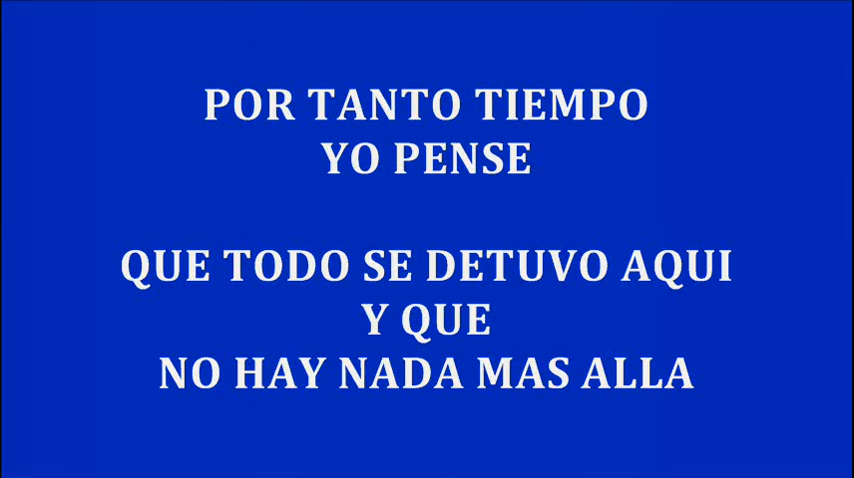 POR TANTO TIEMPO
YO PENSE
QUE TODO SE DETUVO AQUI
Y QUE
NO HAY NADA MAS ALLA